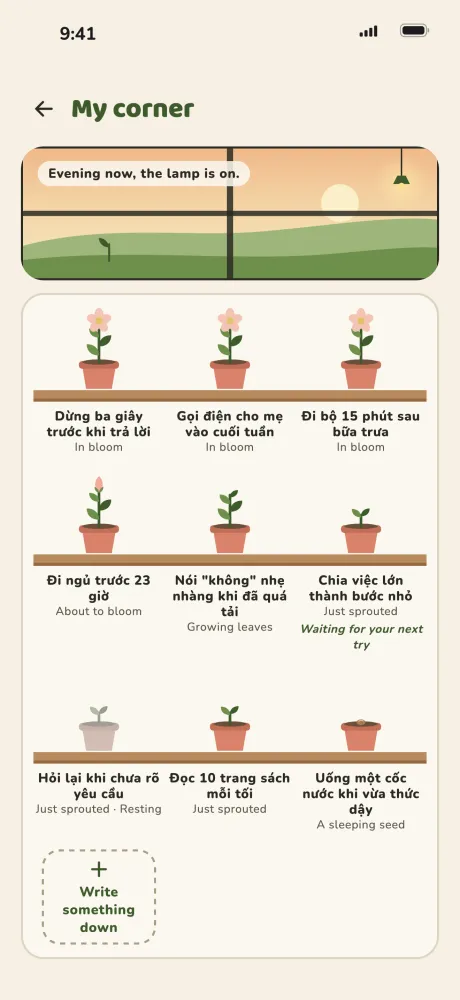 9:41
My corner
Evening now, the lamp is on.
Dừng ba giây
trước khi trả lời
In bloom
Gọi điện cho mẹ
vào cuối tuần
In bloom
Đi bộ 15 phút sau
bữa trưa
In bloom
Đi ngủ trước 23
giờ
About to bloom
Nói "không" nhẹ
nhàng khi đã quá
tải
Growing leaves
Chia việc lớn
thành bước nhỏ
Just sprouted
Waiting for your next
try
Hỏi lại khi chưa rõ
yêu cầu
Just sprouted · Resting
Đọc 10 trang sách
mỗi tối
Just sprouted
Uống một cốc
nước khi vừa thức
dậy
A sleeping seed
Write
something
down